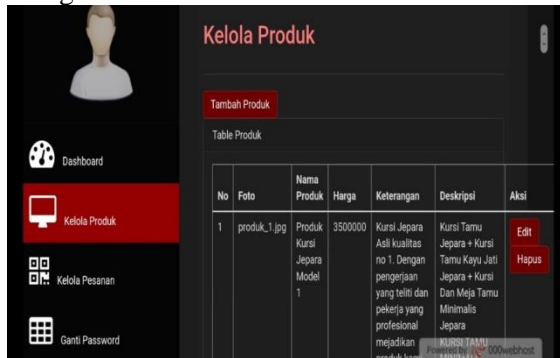 Kelola Produk
Tambah Produk
Table Produk
Dashboard
Kelola Produk
Kelola Pesanan
Ganti Password
No Foto Nama Produk Harga Keterangan Deskripsi Aksi
1 produk_1.jpg Produk Kursi Jepara Model 1 3500000
Kursi Jepara
Asli kualitas
no 1. Dengan
pengerjaan
yang teliti dan
pekerja yang
profesional
mejadikan
Kursi Tamu
Jepara + Kursi
Tamu Kayu Jati
Jepara + Kursi
Dan Meja Tamu
Minimalis
Jepara
KURSI TAMU
Edit
Hapus
Powered by 000webhost